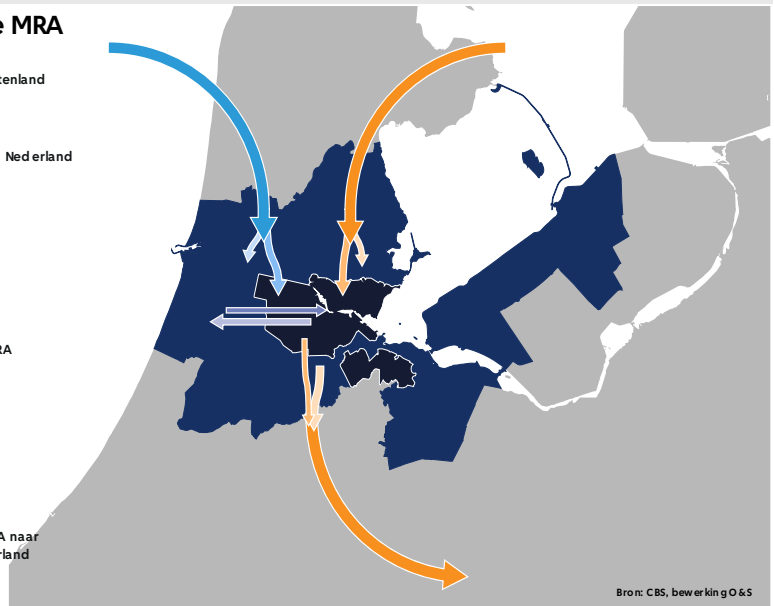 e MRA
tenland
Nederland
RA
A naar
rland
Bron: CBS, bewerking O&S